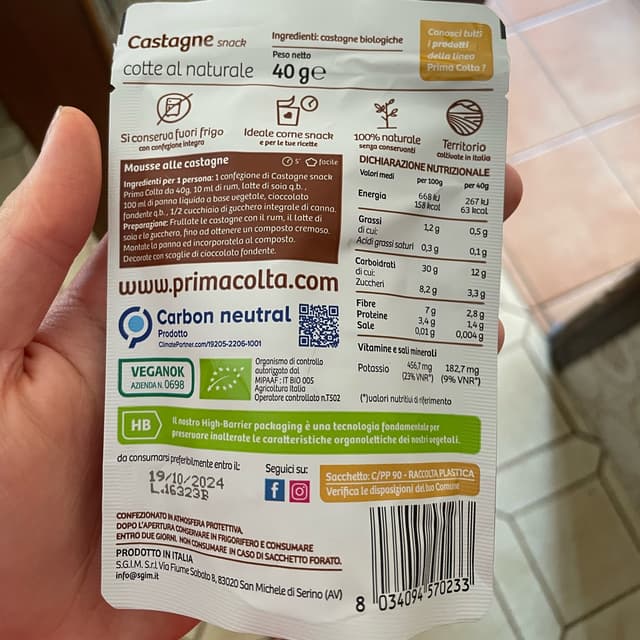 Castagne snack
cotte al naturale
Ingredienti: castagne biologiche
Peso netto
40 g e
Conosci tutti
i prodotti
della linea
Prima Colta ?
Si conserva fuori frigo
con confezione integra
Ideale come snack
e per le tue ricette
100% naturale
senza conservanti
Territorio
coltivate in Italia
Mousse alle castagne
5'
facile
Ingredienti per 1 persona: 1 confezione di Castagne snack
Prima Colta da 40g, 10 ml di rum, latte di soia q.b.,
100 ml di panna liquida a base vegetale, cioccolato
fondente q.b., 1/2 cucchiaio di zucchero integrale di canna.
Preparazione: Frullate le castagne con il rum, il latte di
soia e lo zucchero, fino ad ottenere un composto cremoso.
Montate la panna ed incorporatela al composto.
Decorate con scaglie di cioccolato fondente.
DICHIARAZIONE NUTRIZIONALE
Valori medi per 100g per 40g
Energia 668 kJ 267 kJ
158 kcal 63 kcal
Grassi 1,2 g 0,5 g
di cui:
Acidi grassi saturi 0,3 g 0,1 g
Carboidrati 30 g 12 g
di cui:
Zuccheri 8,2 g 3,3 g
Fibre 7 g 2,8 g
Proteine 3,4 g 1,4 g
Sale 0,01 g 0,004 g
Vitamine e sali minerali
Potassio 456,7 mg 182,7 mg
(23% VNR*) (9% VNR*)
(*)valori nutritivi di riferimento
www.primacolta.com
Carbon neutral
Prodotto
ClimatePartner.com/19205-2206-1001
VEGANOK
AZIENDA N. 0698
Organismo di controllo
autorizzato dal
MIPAAF : IT BIO 005
Agricoltura Italia
Operatore controllato n.T502
HB
Il nostro High-Barrier packaging è una tecnologia fondamentale per
preservare inalterate le caratteristiche organolettiche dei nostri vegetali.
da consumarsi preferibilmente entro il:
19/10/2024
L.16323B
Seguici su:
Sacchetto: C/PP 90 - RACCOLTA PLASTICA
Verifica le disposizioni del tuo Comune
CONFEZIONATO IN ATMOSFERA PROTETTIVA.
DOPO L'APERTURA CONSERVARE IN FRIGORIFERO E CONSUMARE
ENTRO DUE GIORNI. NON CONSUMARE IN CASO DI SACCHETTO FORATO.
PRODOTTO IN ITALIA
S.G.I.M. S.r.l. Via Fiume Sabato 8, 83020 San Michele di Serino (AV)
info@sgim.it
8 034094 570233